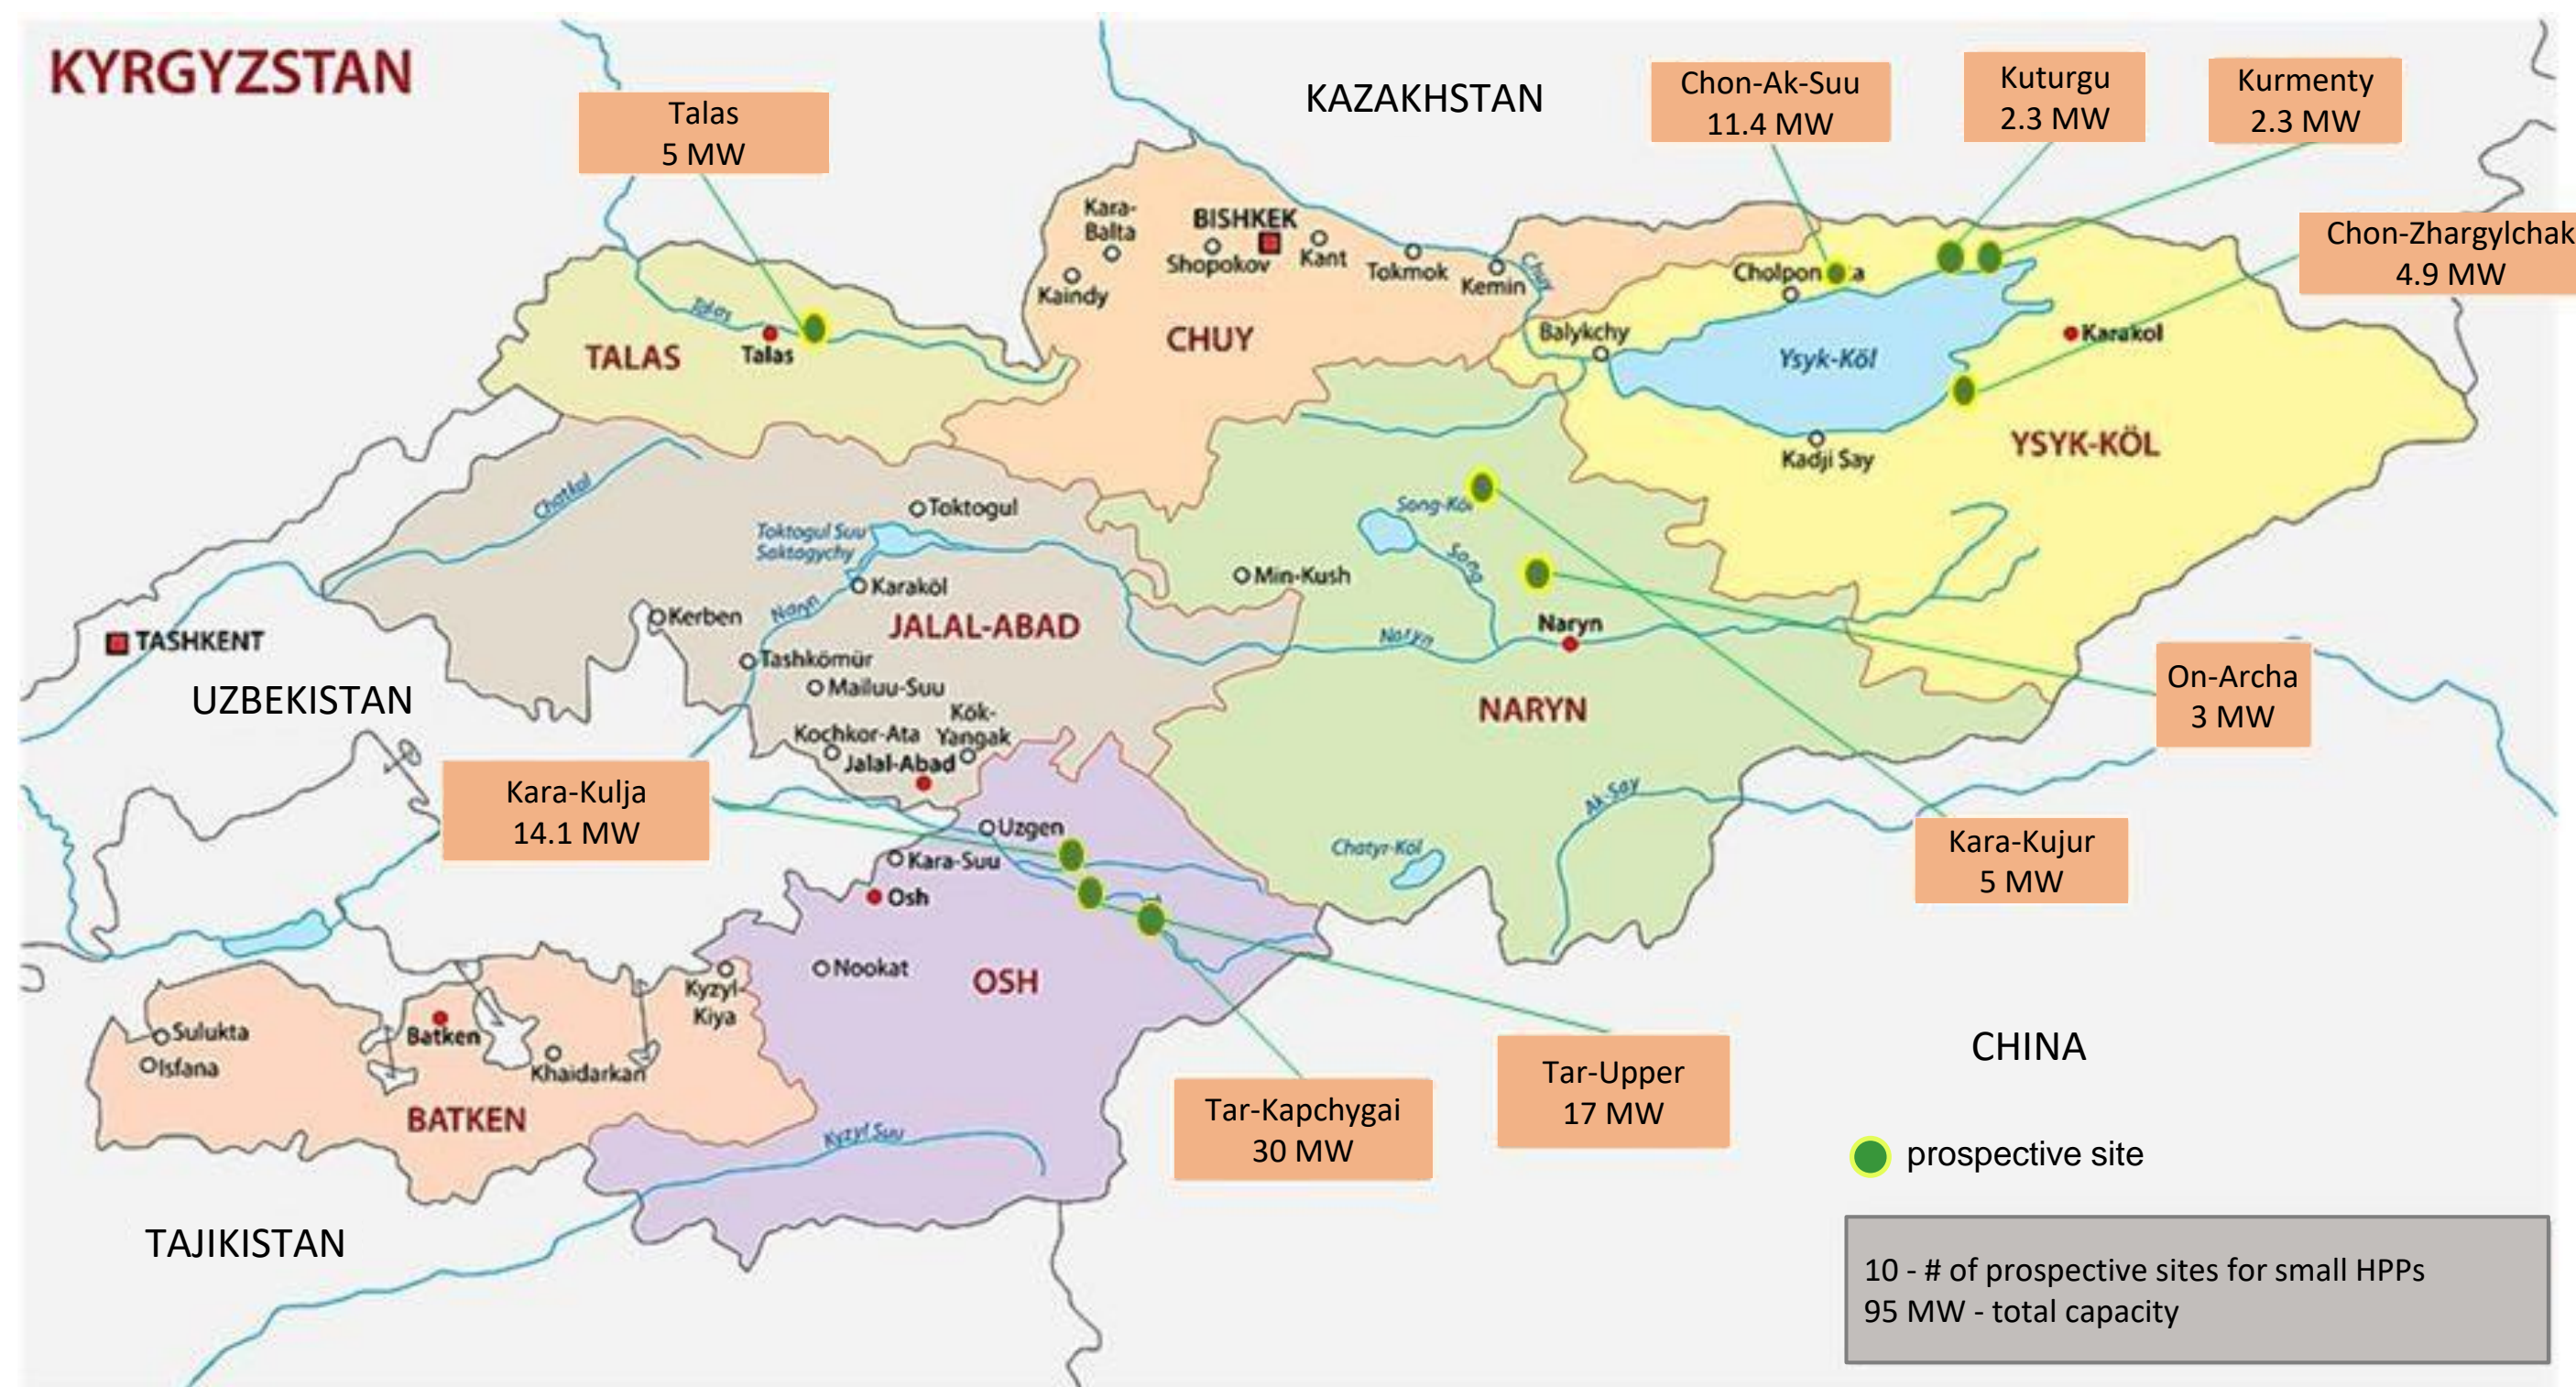 KYRGYZSTAN
KAZAKHSTAN
Talas
5 MW
Chon-Ak-Suu
11.4 MW
Kuturgu
2.3 MW
Kurmenty
2.3 MW
Chon-Zhargylchak
4.9 MW
Kara-
Balta
BISHKEK
Shopokov
Kant
Tokmok
Kemin
Kaindy
Chuy
CHUY
Cholpon
a
Balykchy
Ysyk-Köl
Karakol
Kadji Say
YSYK-KÖL
Talas
TALAS
Talas
Chatkal
Toktogul
Toktogul Suu
Saktagychy
Karaköl
Kerben
Naryn
JALAL-ABAD
Tashkömür
Mailuu-Suu
Kochkor-Ata
Kök-
Yangak
Jalal-Abad
Song-Köl
Song
Min-Kush
Naryn
Naryn
NARYN
On-Archa
3 MW
Kara-Kujur
5 MW
Ak-Say
Chatyr-Köl
TASHKENT
UZBEKISTAN
Kara-Kulja
14.1 MW
Uzgen
Kara-Suu
Osh
Nookat
OSH
Kyzyl-
Kiya
Sulukta
Isfana
Batken
Khaidarkan
BATKEN
Kyzyl Suu
TAJIKISTAN
Tar-Kapchygai
30 MW
Tar-Upper
17 MW
CHINA
prospective site
10 - # of prospective sites for small HPPs
95 MW - total capacity